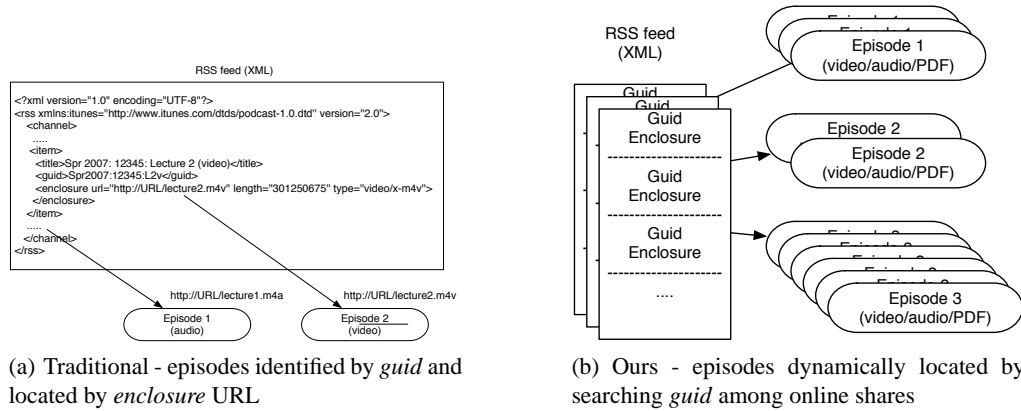 RSS feed (XML)
<?xml version="1.0" encoding="UTF-8"?>
<rss xmlns:itunes="http://www.itunes.com/dtds/podcast-1.0.dtd" version="2.0">
<channel>
.....
<item>
<title>Spr 2007: 12345: Lecture 2 (video)</title>
<guid>Spr2007:12345:L2v</guid>
<enclosure url="http://URL/lecture2.m4v" length="301250675" type="video/x-m4v">
</enclosure>
</item>
.....
</channel>
</rss>
http://URL/lecture1.m4a
http://URL/lecture2.m4v
Episode 1
(audio)
Episode 2
(video)
(a) Traditional - episodes identified by guid and
located by enclosure URL
RSS feed
(XML)
Guid
Guid
Guid
Enclosure
Guid
Enclosure
Guid
Enclosure
....
Episode 1
Episode 1
Episode 1
(video/audio/PDF)
Episode 2
Episode 2
(video/audio/PDF)
Episode 3
(video/audio/PDF)
(b) Ours - episodes dynamically located by
searching guid among online shares